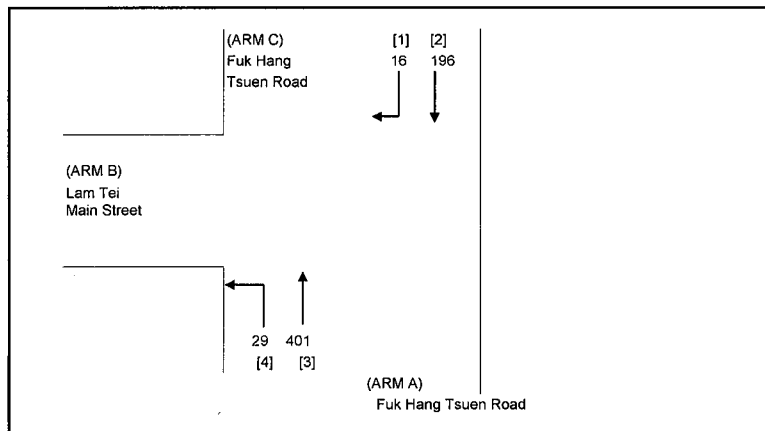 (ARM C) [1] [2]
Fuk Hang 16 196
Tsuen Road
(ARM B)
Lam Tei
Main Street
29 401
[4] [3]
(ARM A)
Fuk Hang Tsuen Road